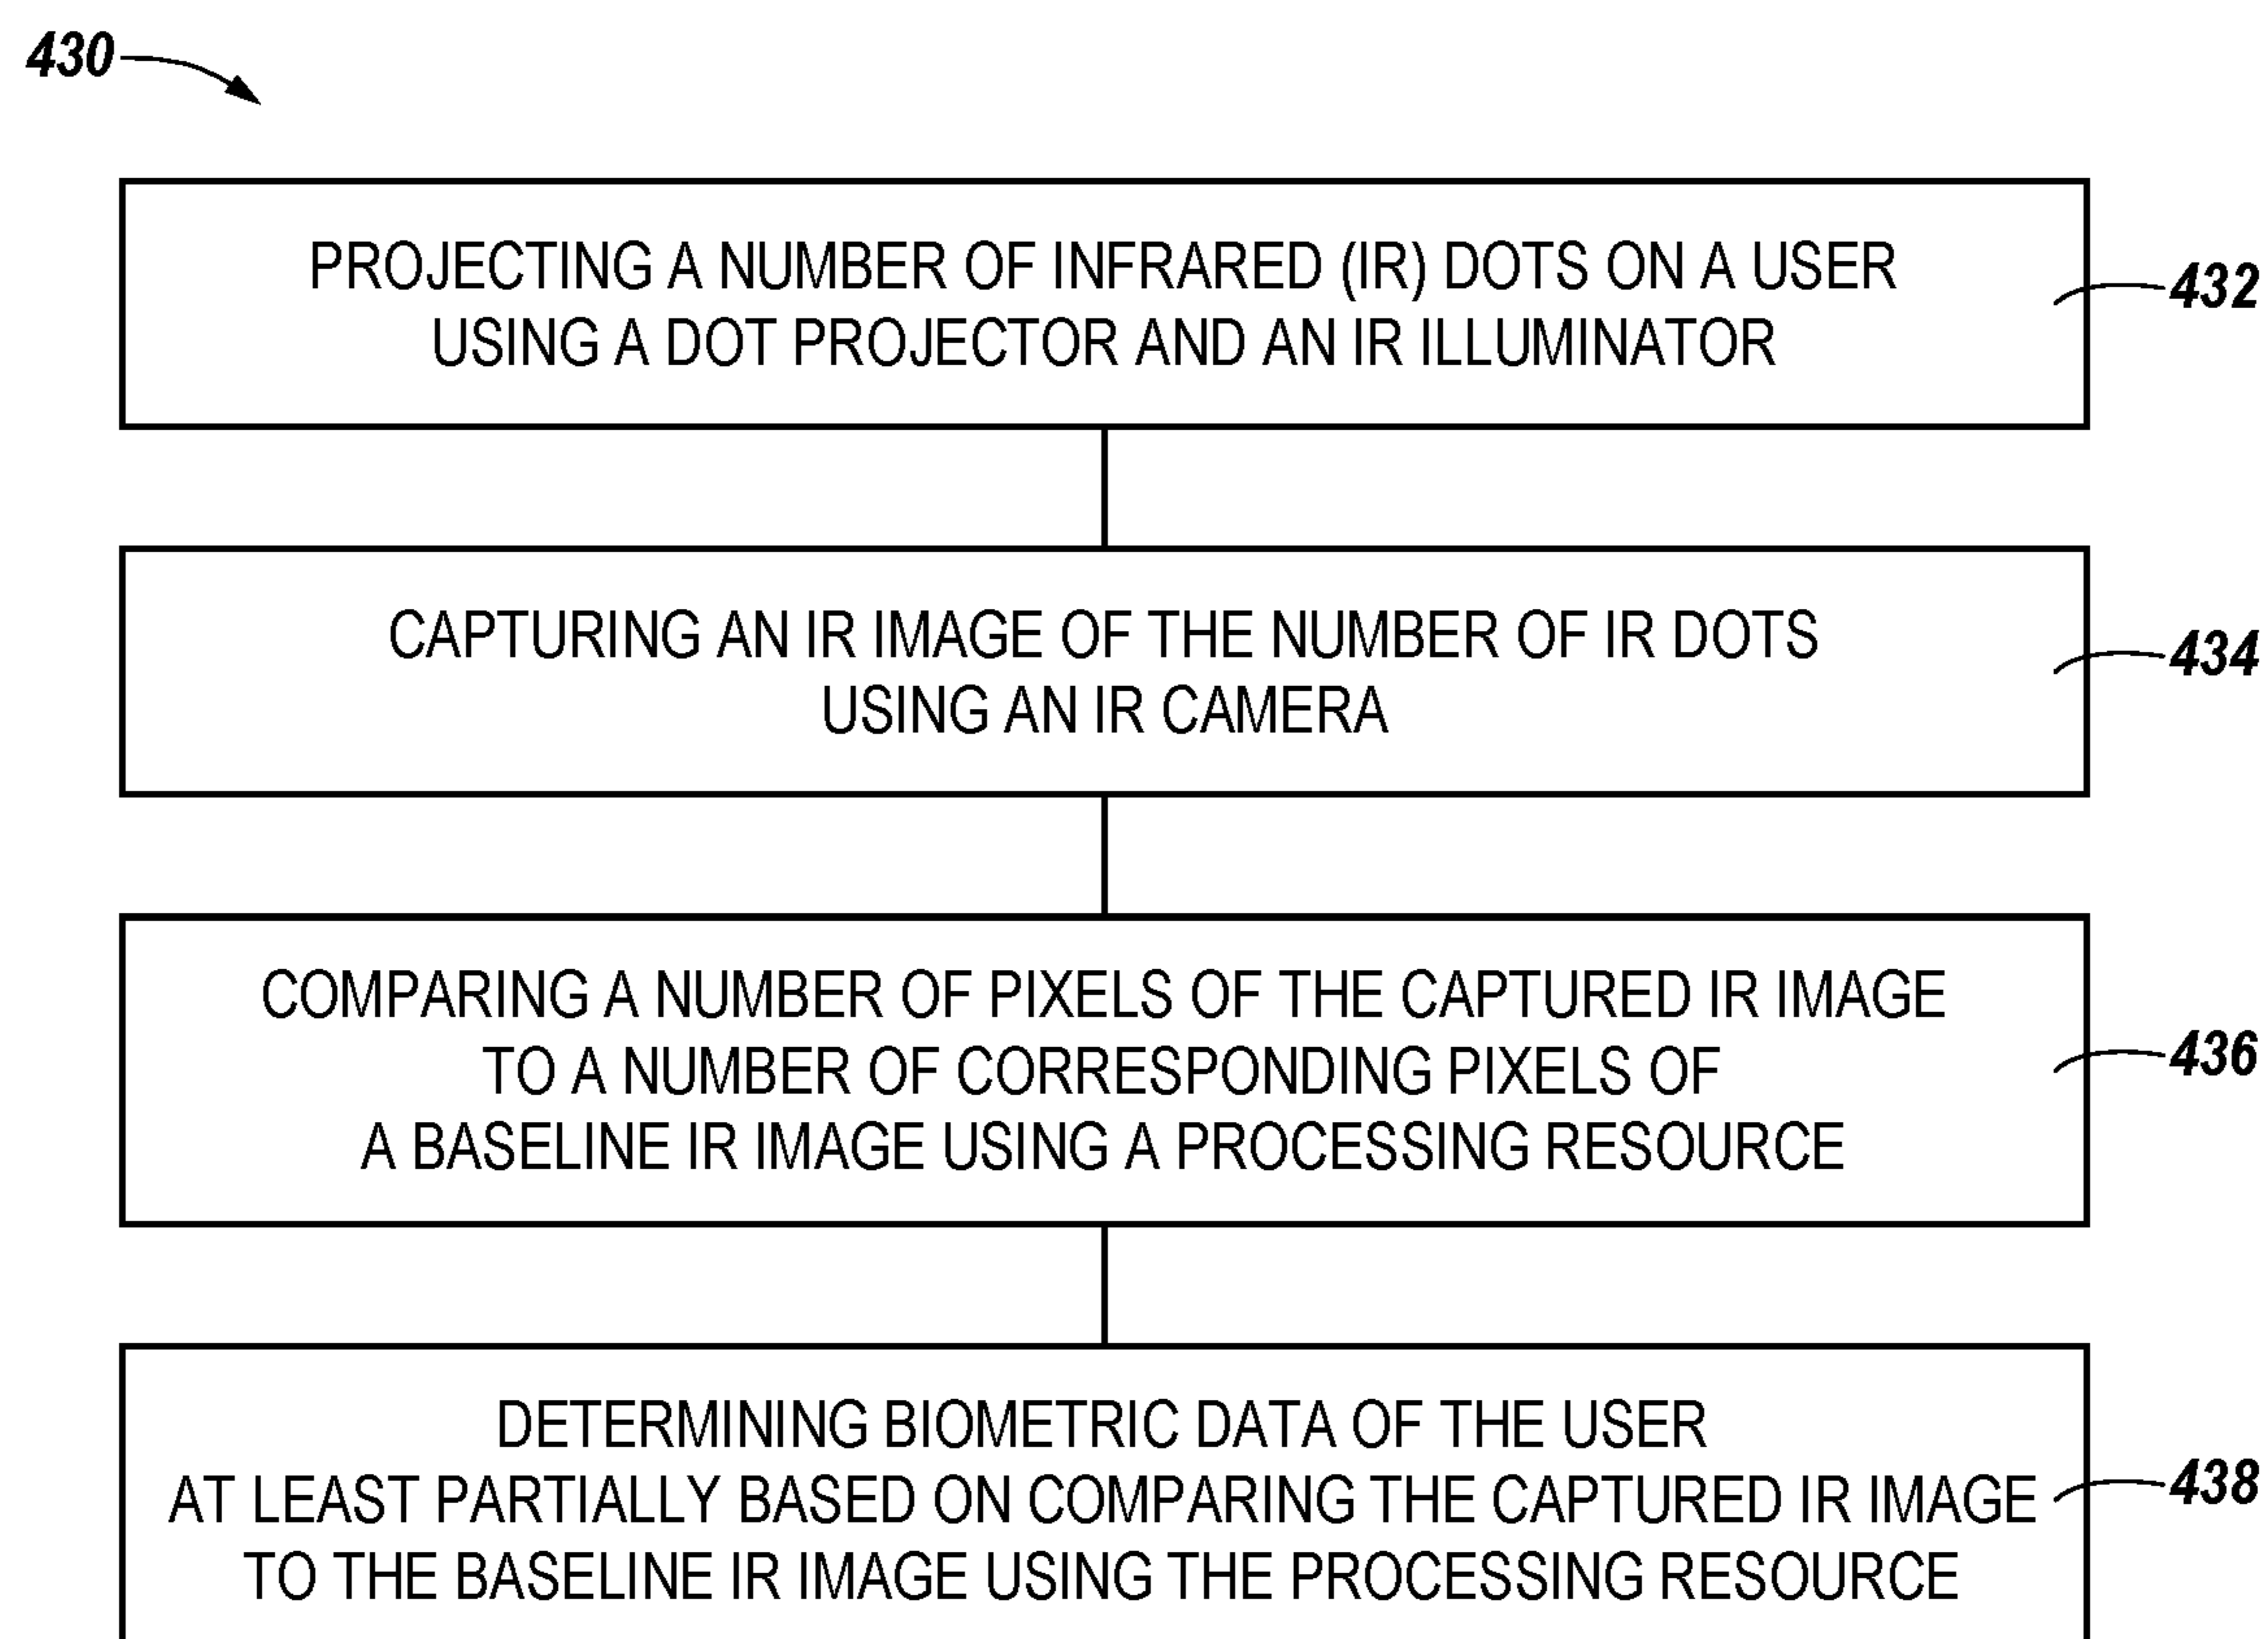 430
PROJECTING A NUMBER OF INFRARED (IR) DOTS ON A USER
USING A DOT PROJECTOR AND AN IR ILLUMINATOR
432
CAPTURING AN IR IMAGE OF THE NUMBER OF IR DOTS
USING AN IR CAMERA
434
COMPARING A NUMBER OF PIXELS OF THE CAPTURED IR IMAGE
TO A NUMBER OF CORRESPONDING PIXELS OF
A BASELINE IR IMAGE USING A PROCESSING RESOURCE
436
DETERMINING BIOMETRIC DATA OF THE USER
AT LEAST PARTIALLY BASED ON COMPARING THE CAPTURED IR IMAGE
TO THE BASELINE IR IMAGE USING THE PROCESSING RESOURCE
438